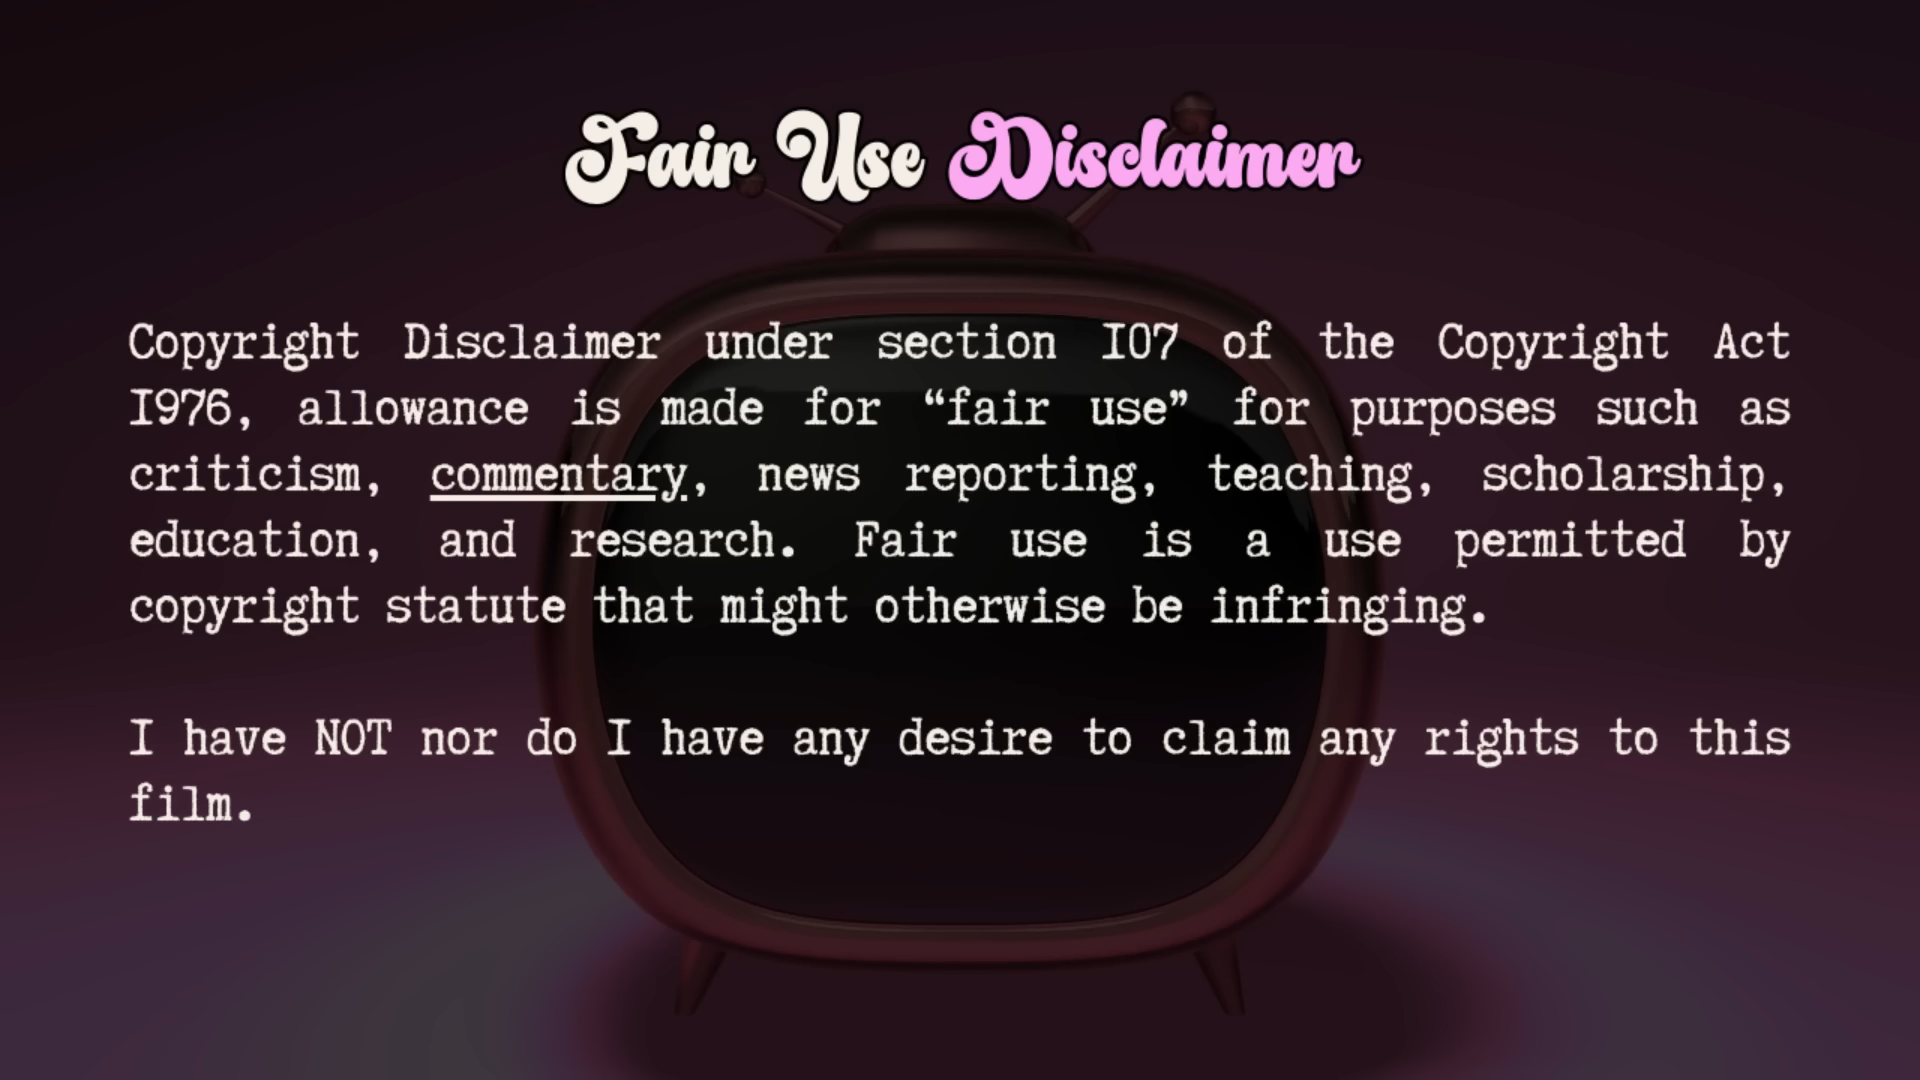 Fair Use Disclaimer
Copyright Disclaimer under section 107 of the Copyright Act
1976, allowance is made for “fair use” for purposes such as
criticism, commentary, news reporting, teaching, scholarship,
education, and research. Fair use is a use permitted by
copyright statute that might otherwise be infringing.
I have NOT nor do I have any desire to claim any rights to this
film.